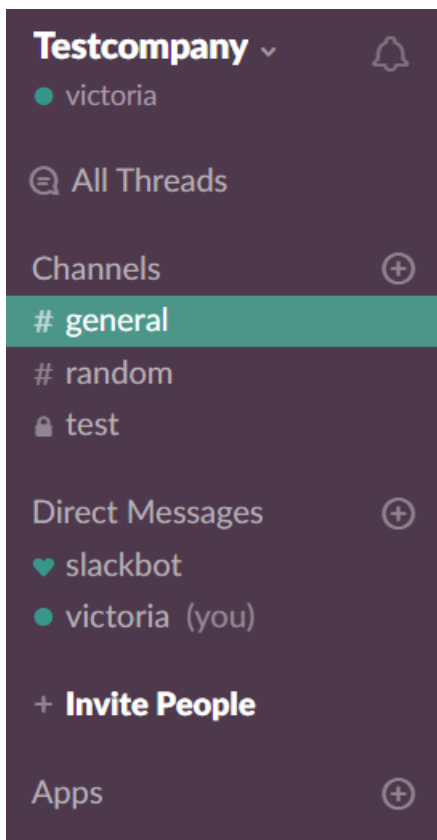 Testcompany
victoria
All Threads
Channels
# general
# random
test
Direct Messages
slackbot
victoria (you)
+ Invite People
Apps